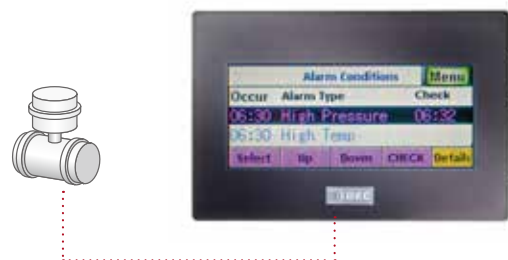 Alarm Conditions Menu
Occur Alarm Type Check
06:30 High Pressure 06:32
06:30 High Temp
Select Up Down CHECK Details
IDEC